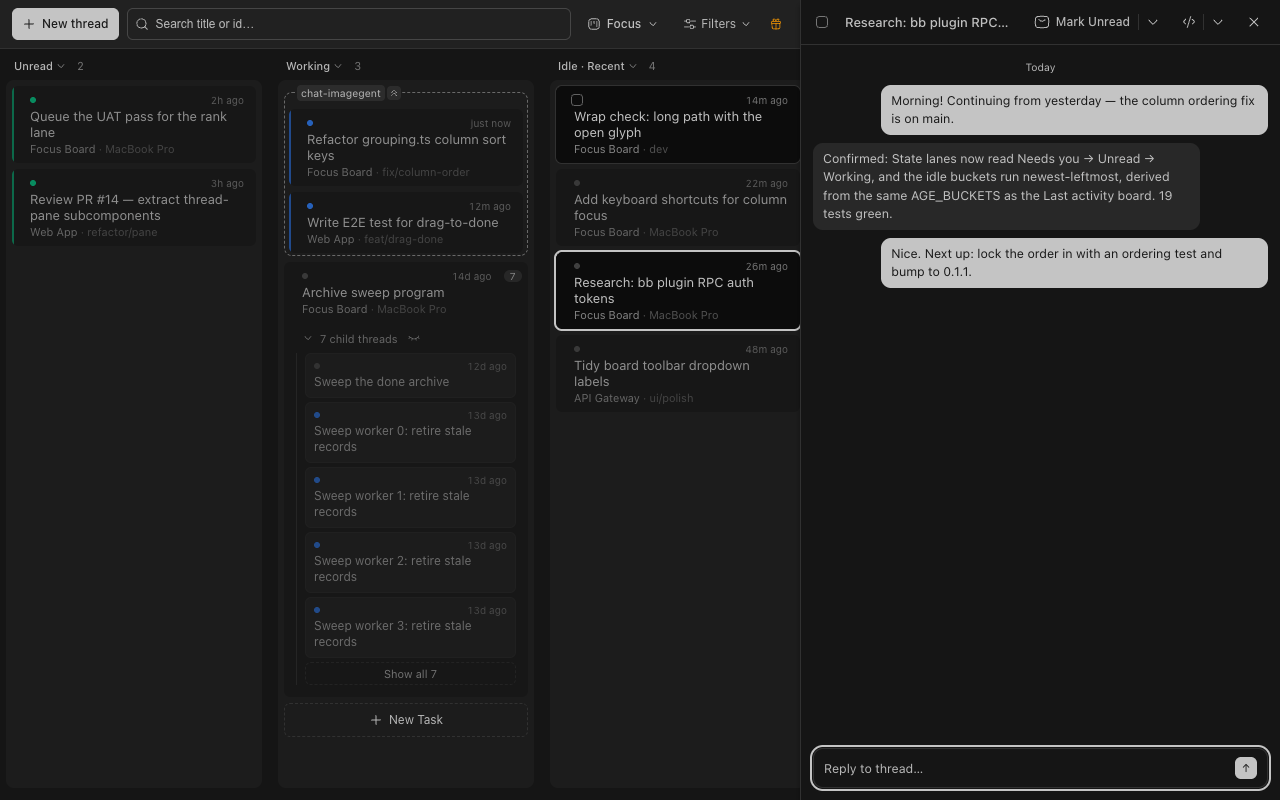 New thread
Search title or id…
Focus
Filters
Research: bb plugin RPC...
Mark Unread
Unread 2
2h ago
Queue the UAT pass for the rank
lane
Focus Board · MacBook Pro
3h ago
Review PR #14 — extract thread-
pane subcomponents
Web App · refactor/pane
Working 3
chat-imagegent
just now
Refactor grouping.ts column sort
keys
Focus Board · fix/column-order
12m ago
Write E2E test for drag-to-done
Web App · feat/drag-done
14d ago 7
Archive sweep program
Focus Board · MacBook Pro
7 child threads
12d ago
Sweep the done archive
13d ago
Sweep worker 0: retire stale
records
13d ago
Sweep worker 1: retire stale
records
13d ago
Sweep worker 2: retire stale
records
13d ago
Sweep worker 3: retire stale
records
Show all 7
New Task
Idle · Recent 4
14m ago
Wrap check: long path with the
open glyph
Focus Board · dev
22m ago
Add keyboard shortcuts for column
focus
Focus Board · MacBook Pro
26m ago
Research: bb plugin RPC auth
tokens
Focus Board · MacBook Pro
48m ago
Tidy board toolbar dropdown
labels
API Gateway · ui/polish
Today
Morning! Continuing from yesterday — the column ordering fix
is on main.
Confirmed: State lanes now read Needs you → Unread →
Working, and the idle buckets run newest-leftmost, derived
from the same AGE_BUCKETS as the Last activity board. 19
tests green.
Nice. Next up: lock the order in with an ordering test and
bump to 0.1.1.
Reply to thread...